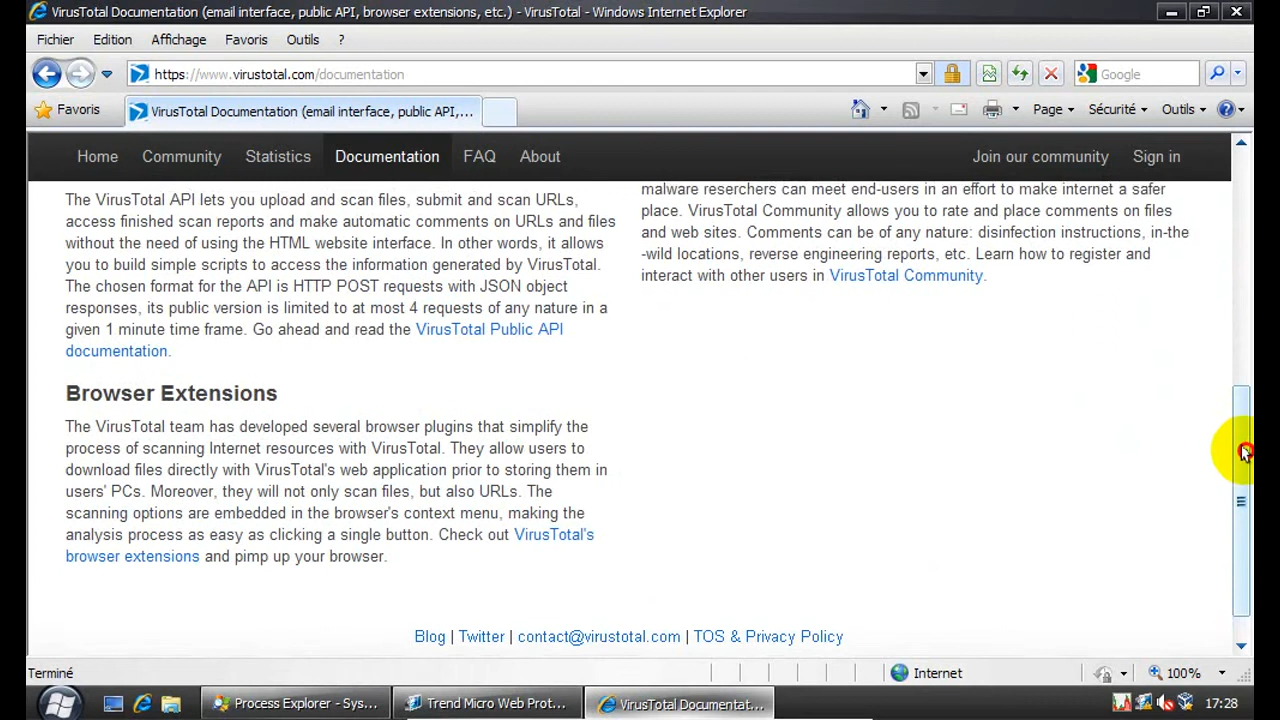 VirusTotal Documentation (email interface, public API, browser extensions, etc.) - VirusTotal - Windows Internet Explorer
Fichier Edition Affichage Favoris Outils ?
https://www.virustotal.com/documentation
Google
Favoris
VirusTotal Documentation (email interface, public API,...
Page Sécurité Outils
Home Community Statistics Documentation FAQ About Join our community Sign in
The VirusTotal API lets you upload and scan files, submit and scan URLs,
access finished scan reports and make automatic comments on URLs and files
without the need of using the HTML website interface. In other words, it allows
you to build simple scripts to access the information generated by VirusTotal.
The chosen format for the API is HTTP POST requests with JSON object
responses, its public version is limited to at most 4 requests of any nature in a
given 1 minute time frame. Go ahead and read the VirusTotal Public API
documentation.
malware reserchers can meet end-users in an effort to make internet a safer
place. VirusTotal Community allows you to rate and place comments on files
and web sites. Comments can be of any nature: disinfection instructions, in-the
-wild locations, reverse engineering reports, etc. Learn how to register and
interact with other users in VirusTotal Community.
Browser Extensions
The VirusTotal team has developed several browser plugins that simplify the
process of scanning Internet resources with VirusTotal. They allow users to
download files directly with VirusTotal's web application prior to storing them in
users' PCs. Moreover, they will not only scan files, but also URLs. The
scanning options are embedded in the browser's context menu, making the
analysis process as easy as clicking a single button. Check out VirusTotal's
browser extensions and pimp up your browser.
Blog | Twitter | contact@virustotal.com | TOS & Privacy Policy
Terminé Internet 100%
Process Explorer - Sys... Trend Micro Web Prot... VirusTotal Documentat... 17:28